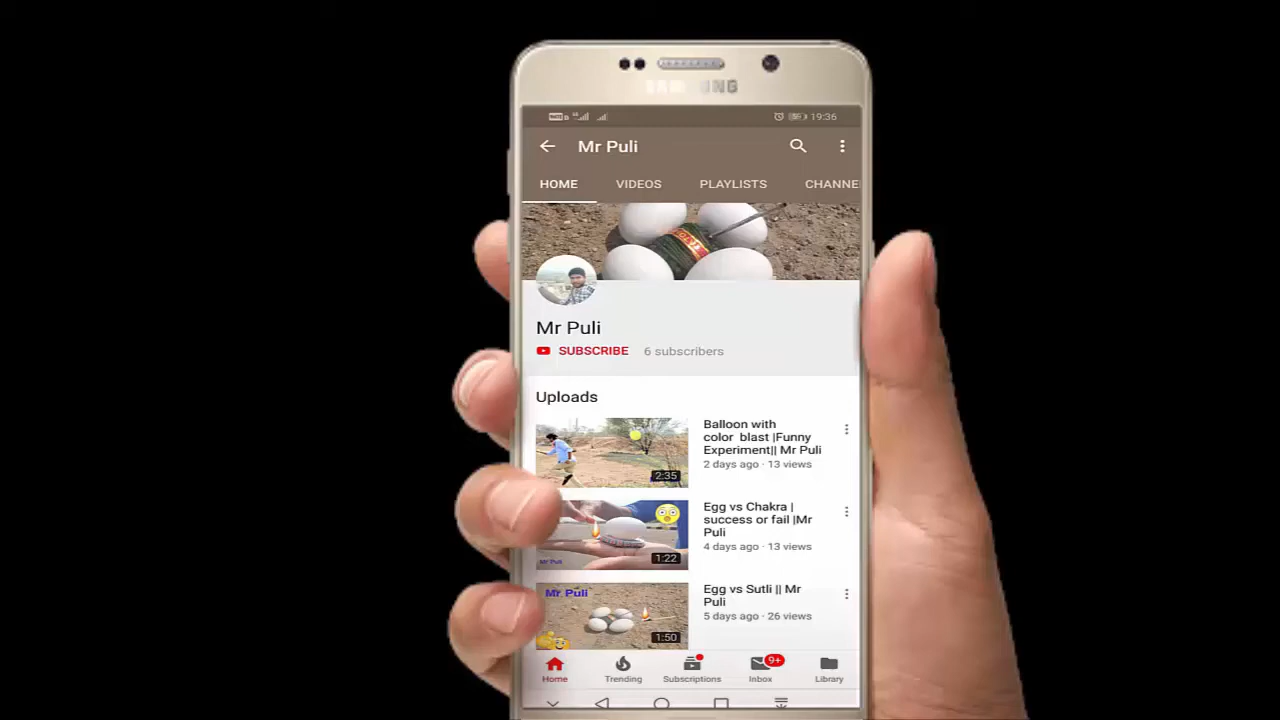 19:36
Mr Puli
HOME VIDEOS PLAYLISTS CHANNE
Mr Puli
SUBSCRIBE 6 subscribers
Uploads
Balloon with
color blast |Funny
Experiment|| Mr Puli
2 days ago · 13 views
2:35
Egg vs Chakra |
success or fail |Mr
Puli
4 days ago · 13 views
Mr Puli
1:22
Egg vs Sutli || Mr
Puli
5 days ago · 26 views
Mr Puli
1:50
9+
Home Trending Subscriptions Inbox Library